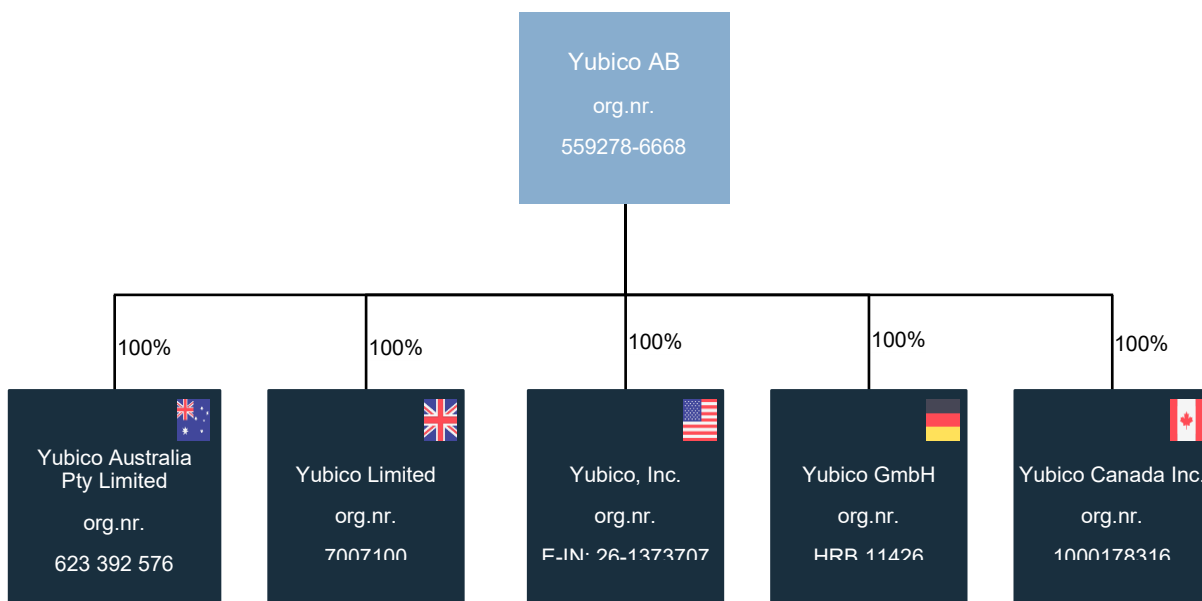 Yubico AB
org.nr.
559278-6668
100%
100%
100%
100%
100%
Yubico Australia
Pty Limited
org.nr.
623 392 576
Yubico Limited
org.nr.
7007100
Yubico, Inc.
org.nr.
E-IN: 26-1373707
Yubico GmbH
org.nr.
HRB 11426
Yubico Canada Inc.
org.nr.
1000178316